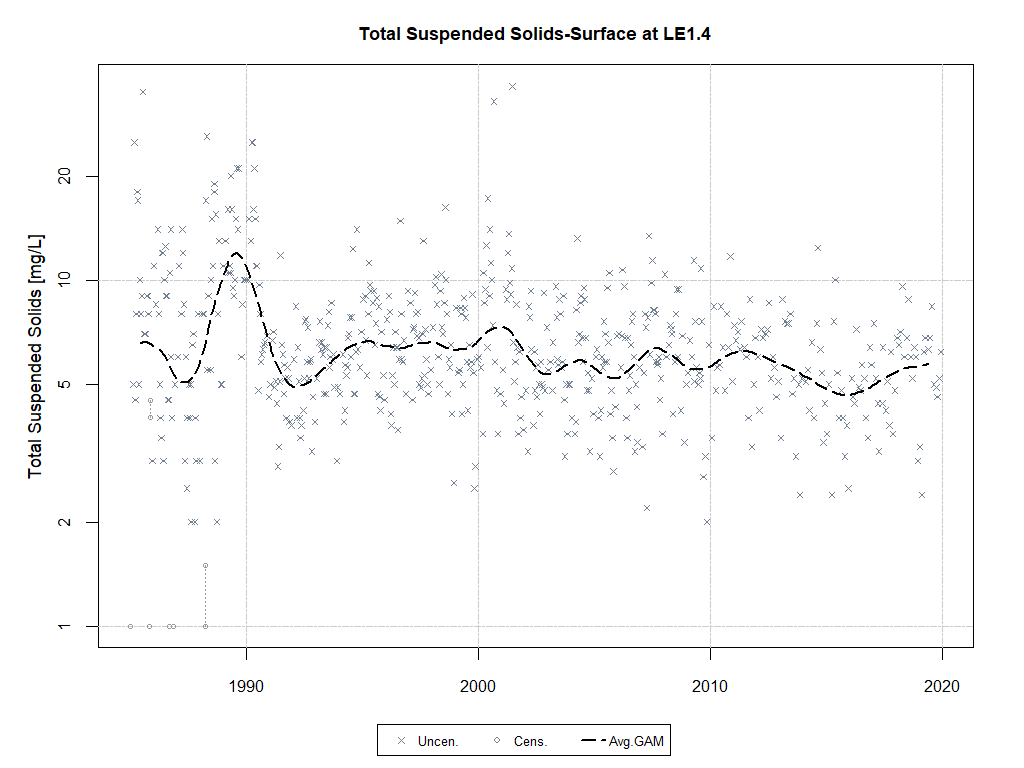 Total Suspended Solids-Surface at LE1.4
Total Suspended Solids [mg/L]
20
10
5
2
1
1990 2000 2010 2020
Uncen. Cens. Avg.GAM